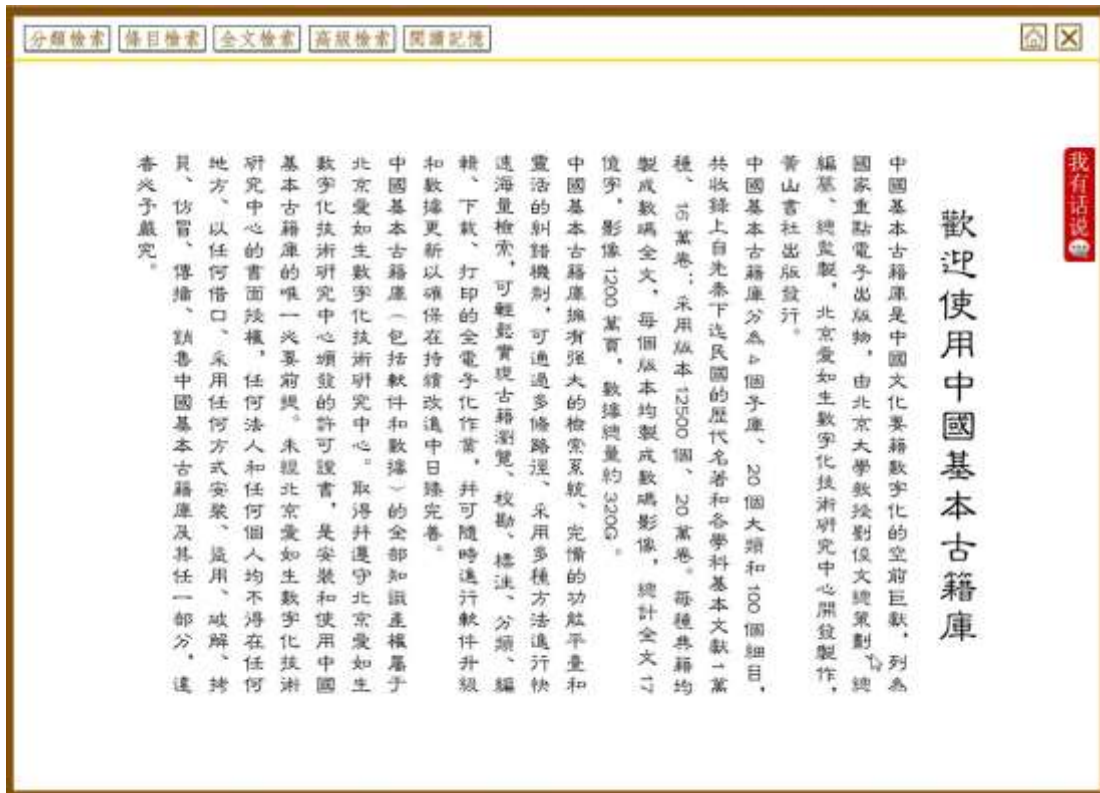 分類檢索 條目檢索 全文檢索 高級檢索 閱讀記憶
我有话说
歡迎使用中國基本古籍庫
中國基本古籍庫是中國文化要籍數字化的空前巨獻，列為
國家重點電子出版物，由北京大學教授劉俊文總策劃、總
編纂、總監製，北京愛如生數字化技術研究中心開發製作，
黃山書社出版發行。
中國基本古籍庫分為4個子庫、20個大類和100個細目，
共收錄上自先秦下迄民國的歷代名著和各學科基本文獻1萬
種、16萬卷；采用版本12500個、20萬卷。每種典籍均
製成數碼全文，每個版本均製成數碼影像，總計全文17
億字，影像1200萬頁，數據總量約320G。
中國基本古籍庫擁有强大的檢索系統、完備的功能平臺和
靈活的糾錯機制，可通過多條路徑、采用多種方法進行快
速海量檢索，可輕鬆實現古籍瀏覽、校勘、標注、分類、編
輯、下載、打印的全電子化作業，并可隨時進行軟件升級
和數據更新以確保在持續改進中日臻完善。
中國基本古籍庫（包括軟件和數據）的全部知識產權屬于
北京愛如生數字化技術研究中心。取得并遵守北京愛如生
數字化技術研究中心頒發的許可證書，是安裝和使用中國
基本古籍庫的唯一必要前提。未經北京愛如生數字化技術
研究中心的書面授權，任何法人和任何個人均不得在任何
地方、以任何借口、采用任何方式安裝、盜用、破解、拷
貝、仿冒、傳播、銷售中國基本古籍庫及其任一部分，違
者必予嚴究。